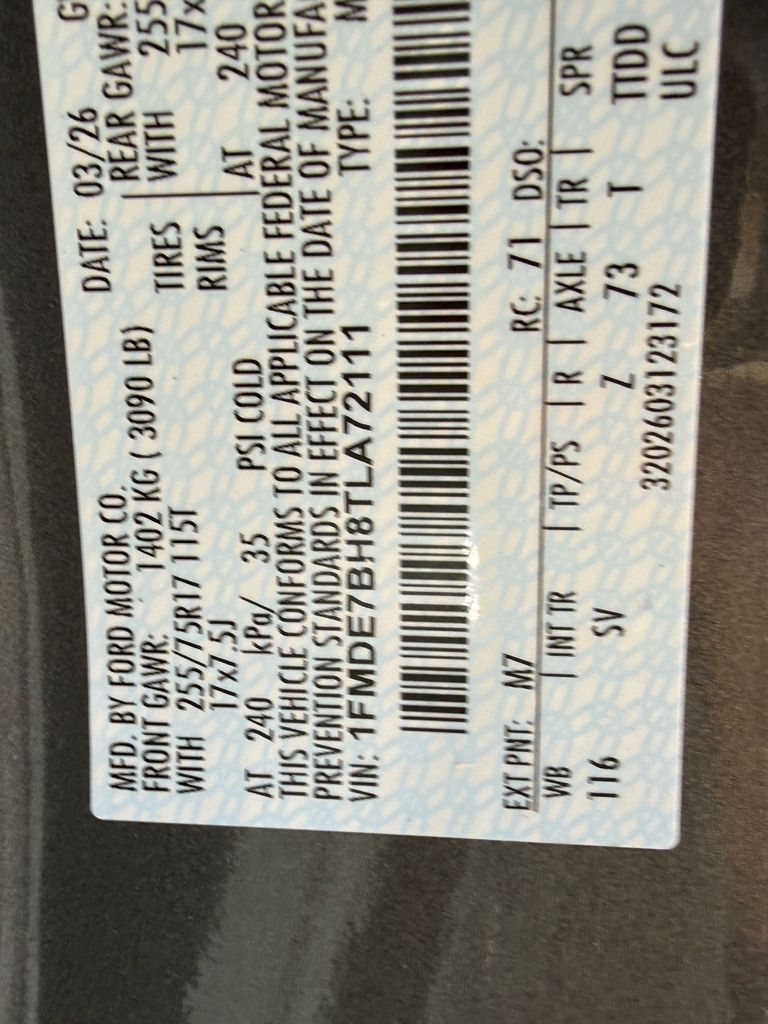 MFD. BY FORD MOTOR CO. DATE: 03/26
FRONT GAWR: 1402 KG ( 3090 LB) REAR GAWR:
WITH 255/75R17 115T TIRES WITH 255
17x7.5J RIMS 17x
AT 240 kPa/ 35 PSI COLD AT 240
THIS VEHICLE CONFORMS TO ALL APPLICABLE FEDERAL MOTOR
PREVENTION STANDARDS IN EFFECT ON THE DATE OF MANUFA
VIN: 1FMDE7BH8TLA72111 TYPE: M
EXT PNT: M7 RC: 71 DSO:
WB | INT TR | TP/PS | R | AXLE | TR | SPR
116 SV Z 73 T TTDD
3202603123172 ULC